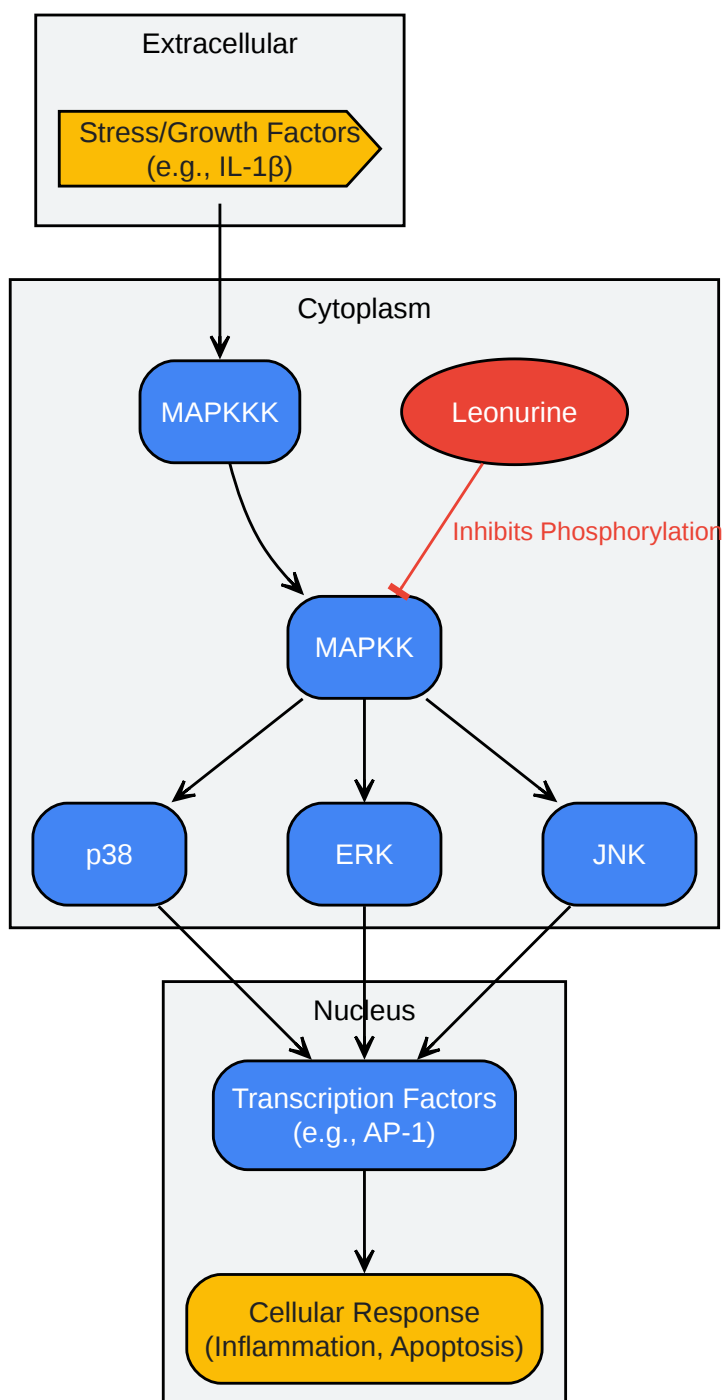 Extracellular
Stress/Growth Factors
(e.g., IL-1β)
Cytoplasm
MAPKKK
Leonurine
Inhibits Phosphorylation
MAPKK
p38
ERK
JNK
Nucleus
Transcription Factors
(e.g., AP-1)
Cellular Response
(Inflammation, Apoptosis)